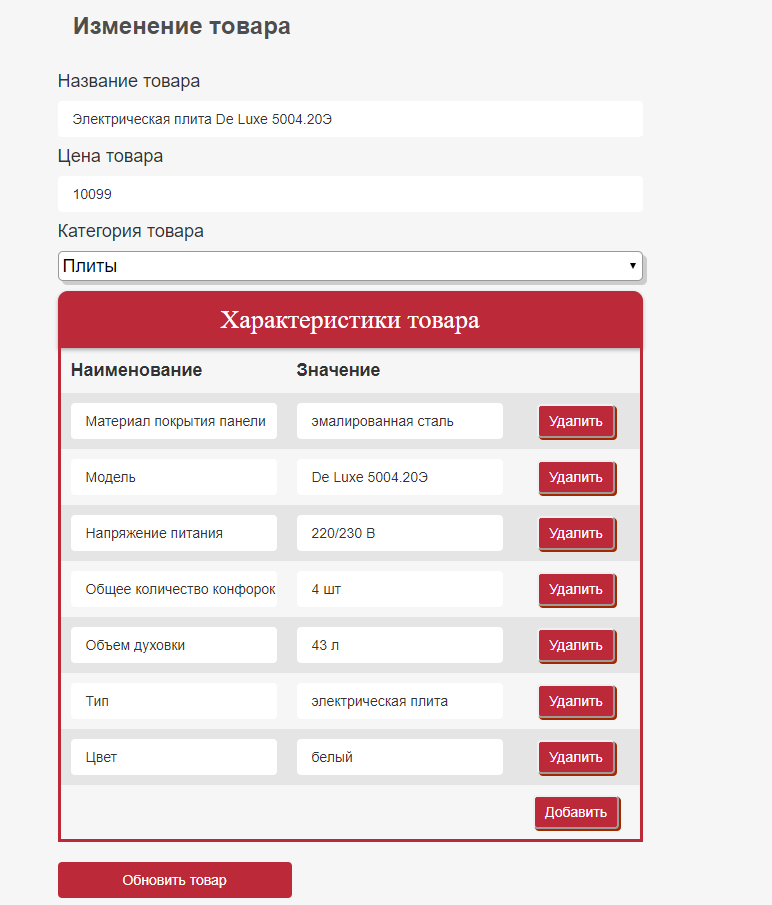 Изменение товара
Название товара
Электрическая плита De Luxe 5004.20Э
Цена товара
10099
Категория товара
Плиты
Характеристики товара
Наименование Значение
Материал покрытия панели эмалированная сталь Удалить
Модель De Luxe 5004.20Э Удалить
Напряжение питания 220/230 В Удалить
Общее количество конфорок 4 шт Удалить
Объем духовки 43 л Удалить
Тип электрическая плита Удалить
Цвет белый Удалить
Добавить
Обновить товар